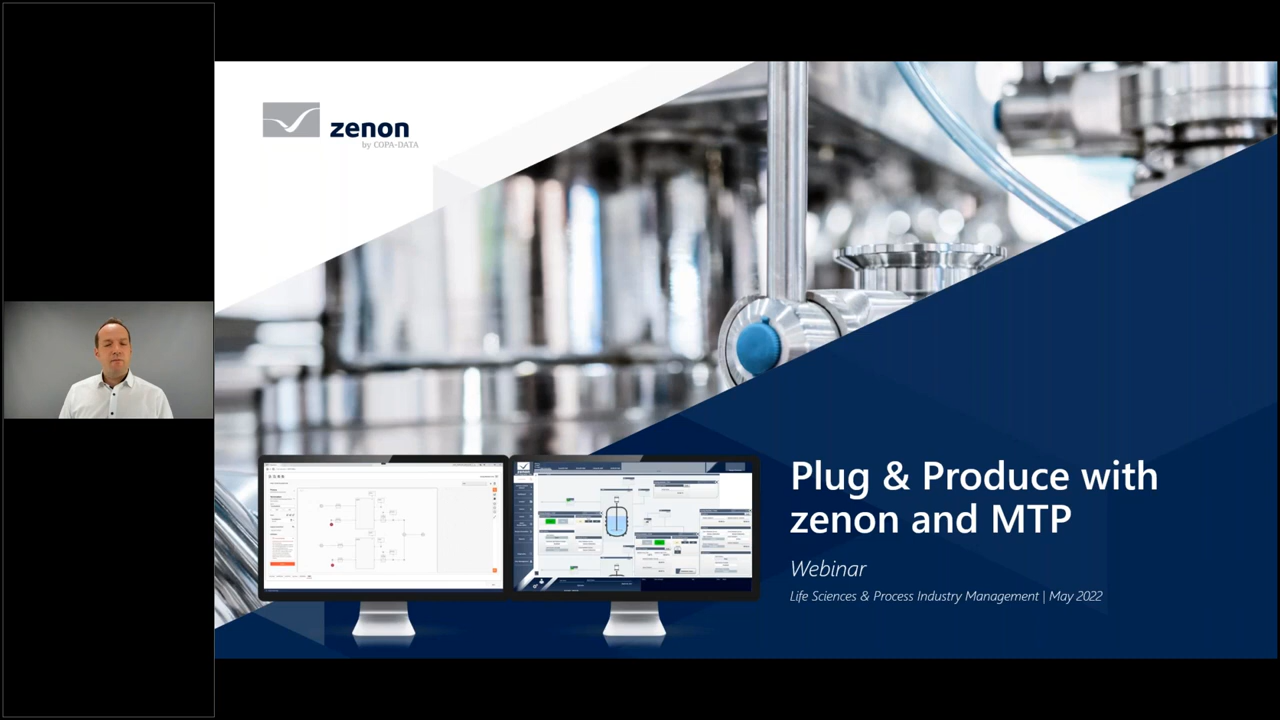 zenon
by COPA-DATA
Plug & Produce with
zenon and MTP
Webinar
Life Sciences & Process Industry Management | May 2022